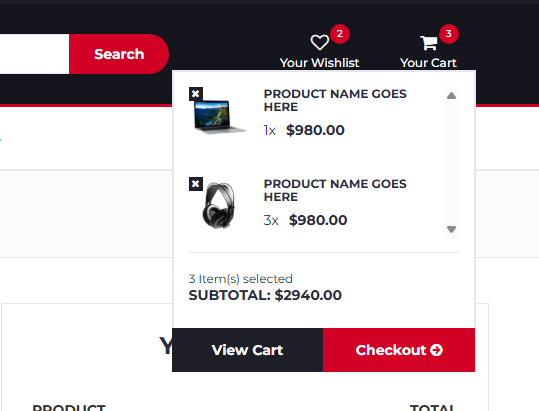 Search
2
Your Wishlist
3
Your Cart
PRODUCT NAME GOES
HERE
1x $980.00
PRODUCT NAME GOES
HERE
3x $980.00
3 Item(s) selected
SUBTOTAL: $2940.00
View Cart
Checkout
PRODUCT
TOTAL